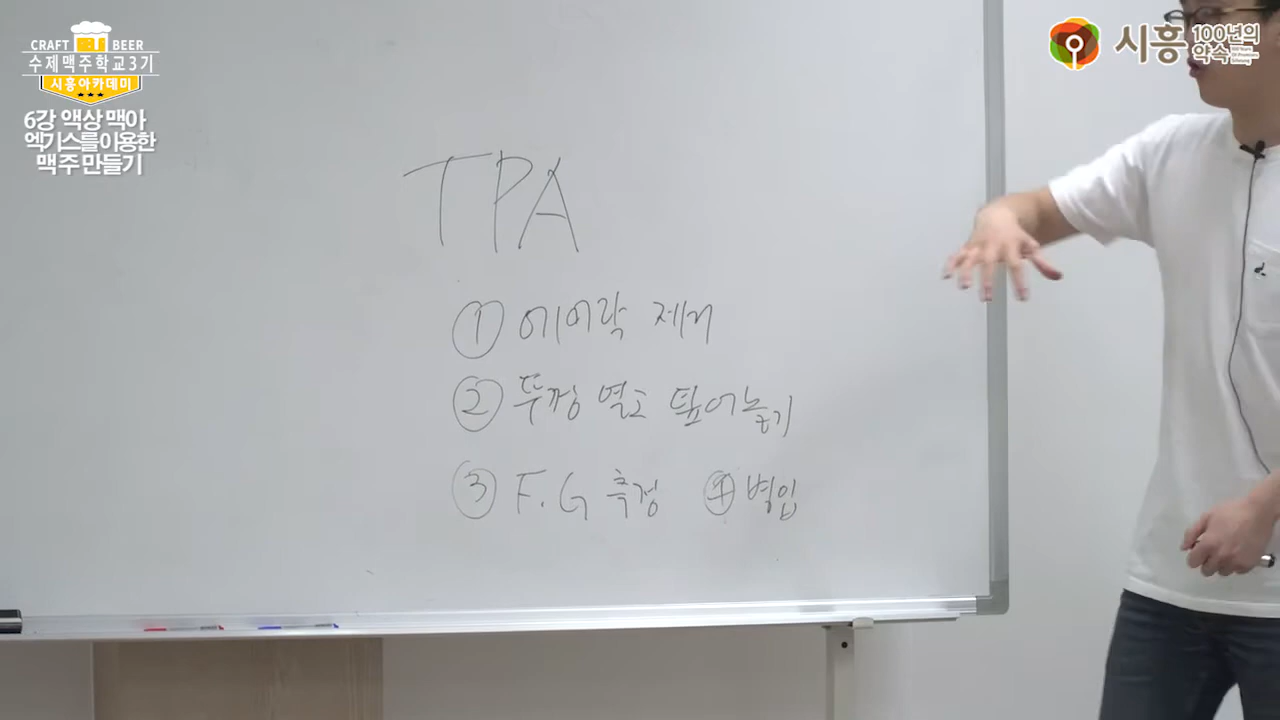 CRAFT BEER
수제맥주학교3기
시흥아카데미
6강 액상 맥아
엑기스를이용한
맥주 만들기
시흥 100년의
약속
TPA
① 에어락 제거
② 뚜껑 열고 덮어놓기
③ F.G 측정 ④ 병입